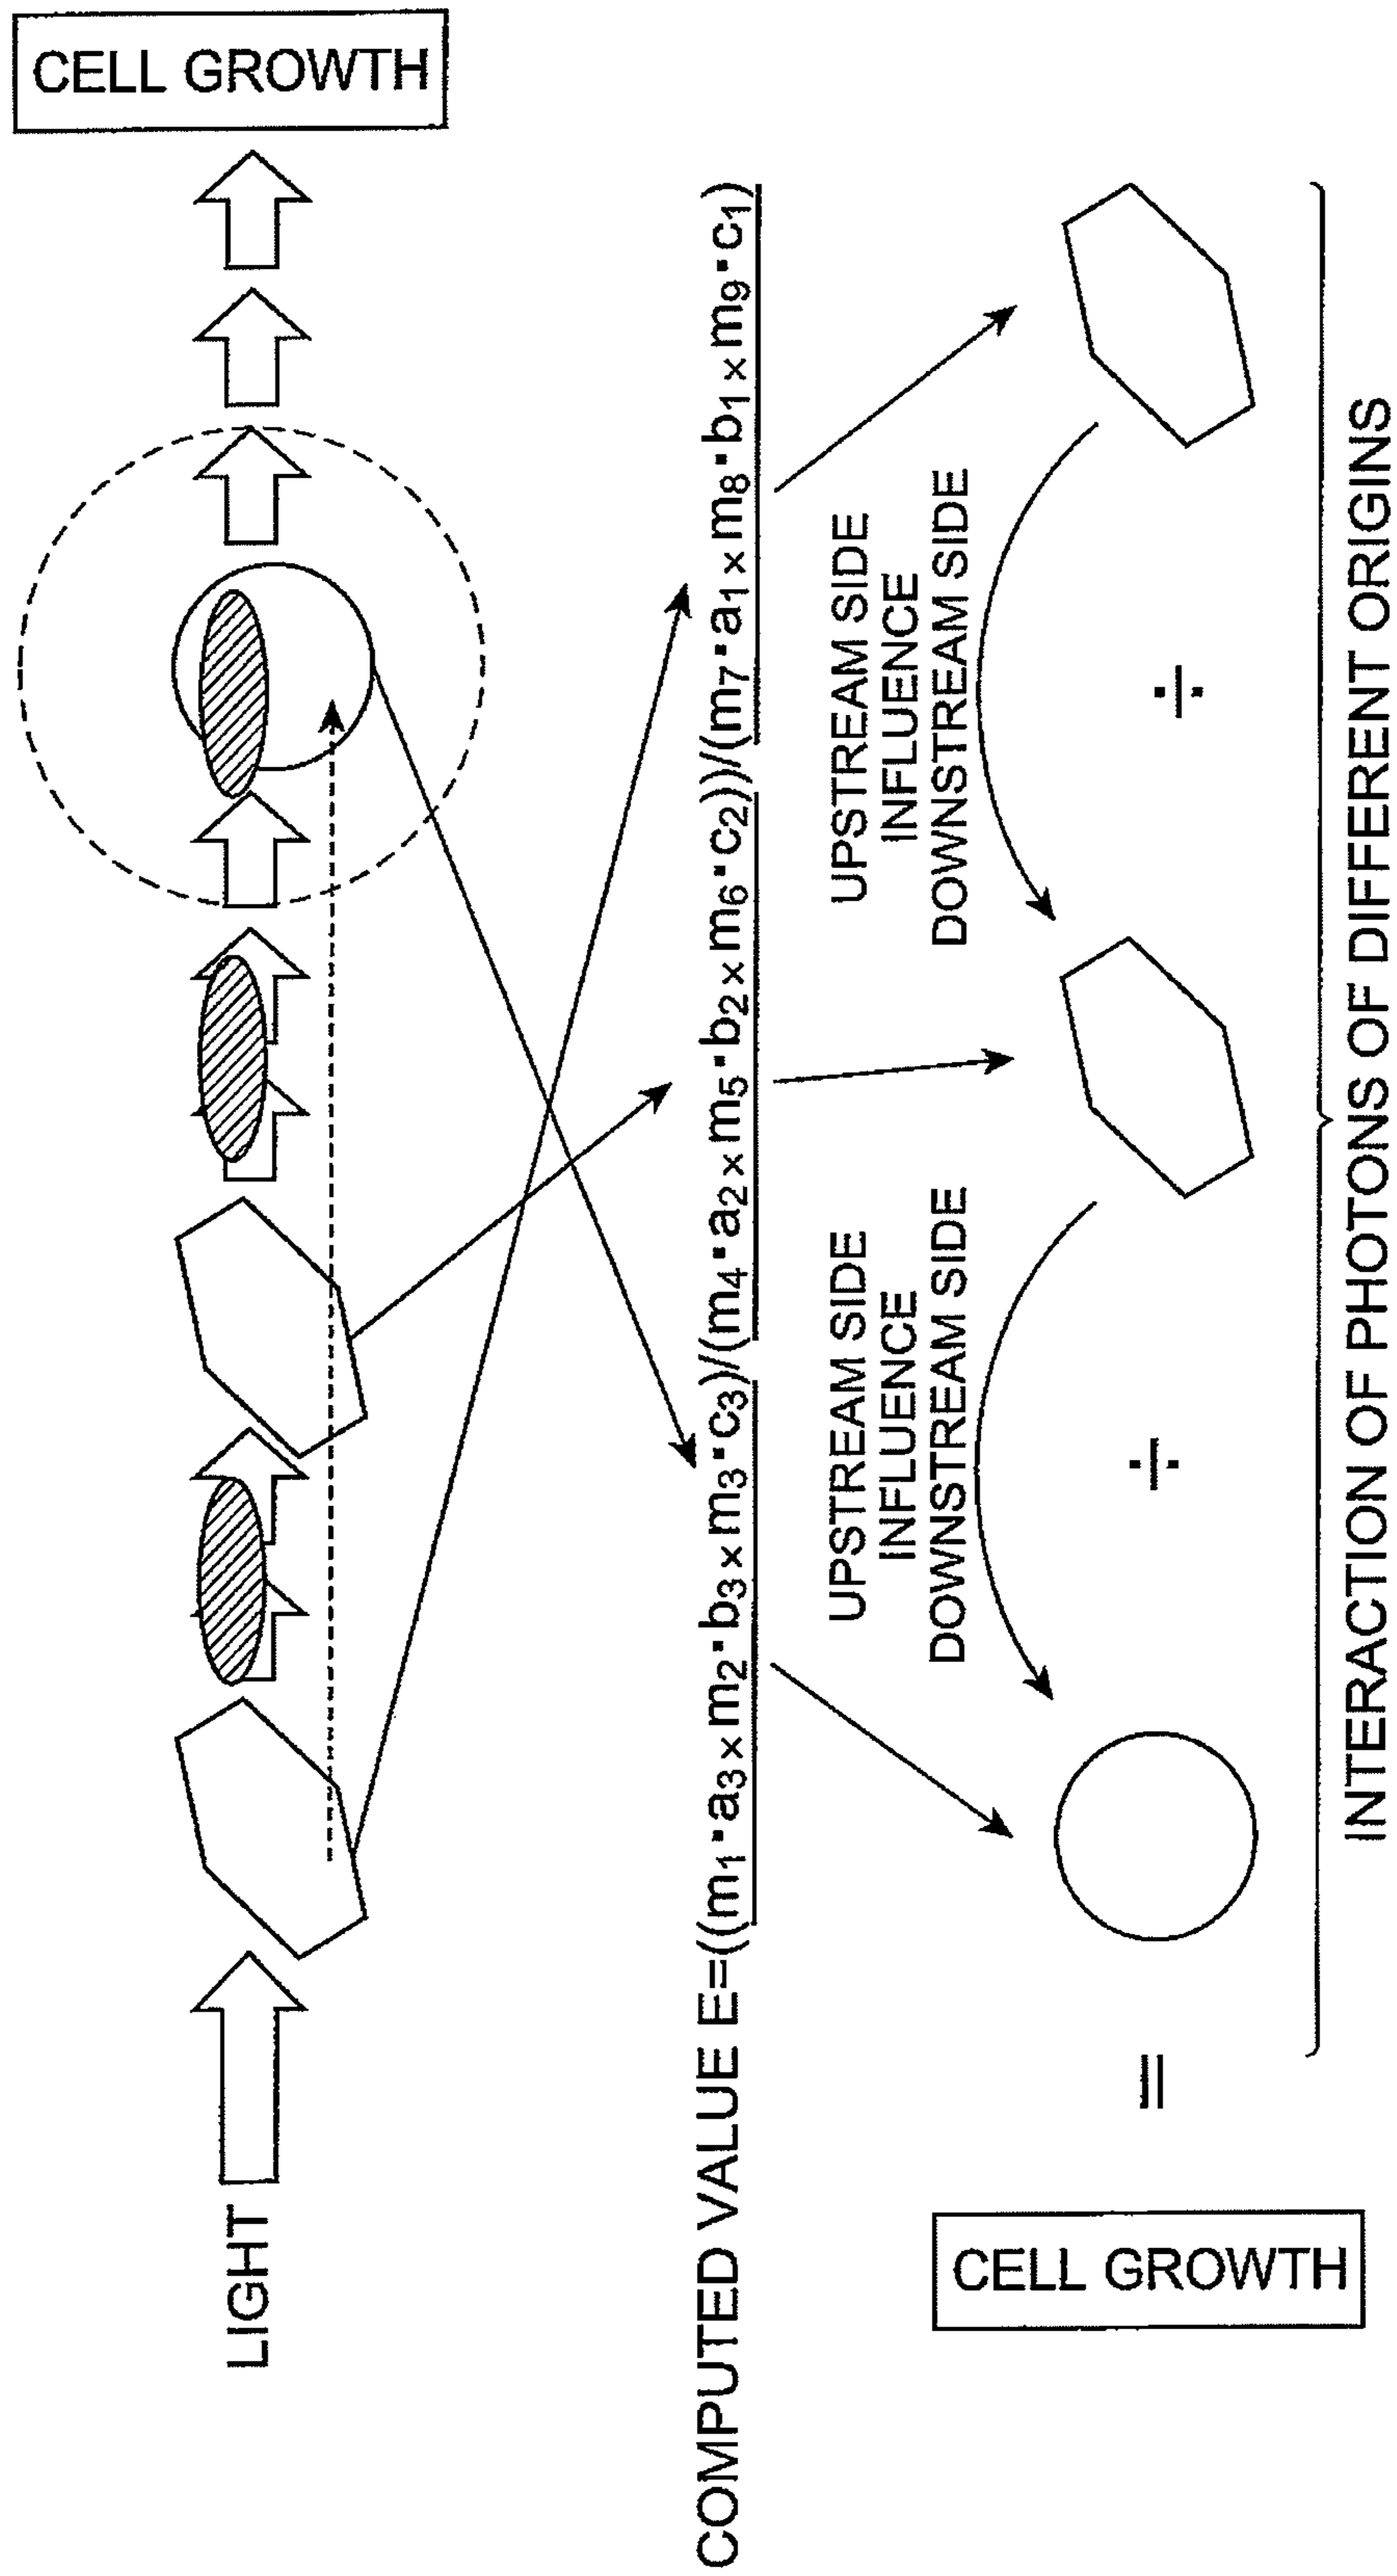 LIGHT
CELL GROWTH
COMPUTED VALUE E=((m₁·a₃×m₂·b₃×m₃·c₃)/(m₄·a₂×m₅·b₂×m₆·c₂))/(m₇·a₁×m₈·b₁×m₉·c₁)
UPSTREAM SIDE
INFLUENCE
DOWNSTREAM SIDE
UPSTREAM SIDE
INFLUENCE
DOWNSTREAM SIDE
CELL GROWTH
=
÷
÷
INTERACTION OF PHOTONS OF DIFFERENT ORIGINS